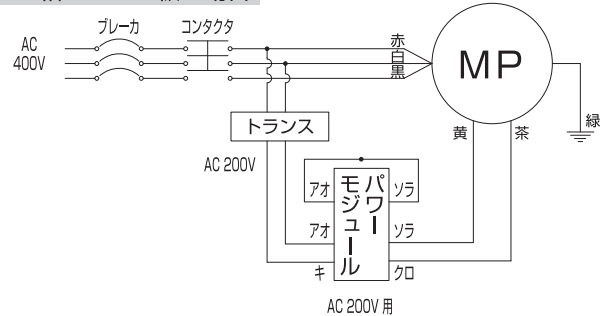 ブレーカ
コンタクタ
AC
400V
赤
白
黒
MP
緑
トランス
黄
茶
AC 200V
アオ
パワー
モジュール
ソラ
アオ
ソラ
キ
クロ
AC 200V 用